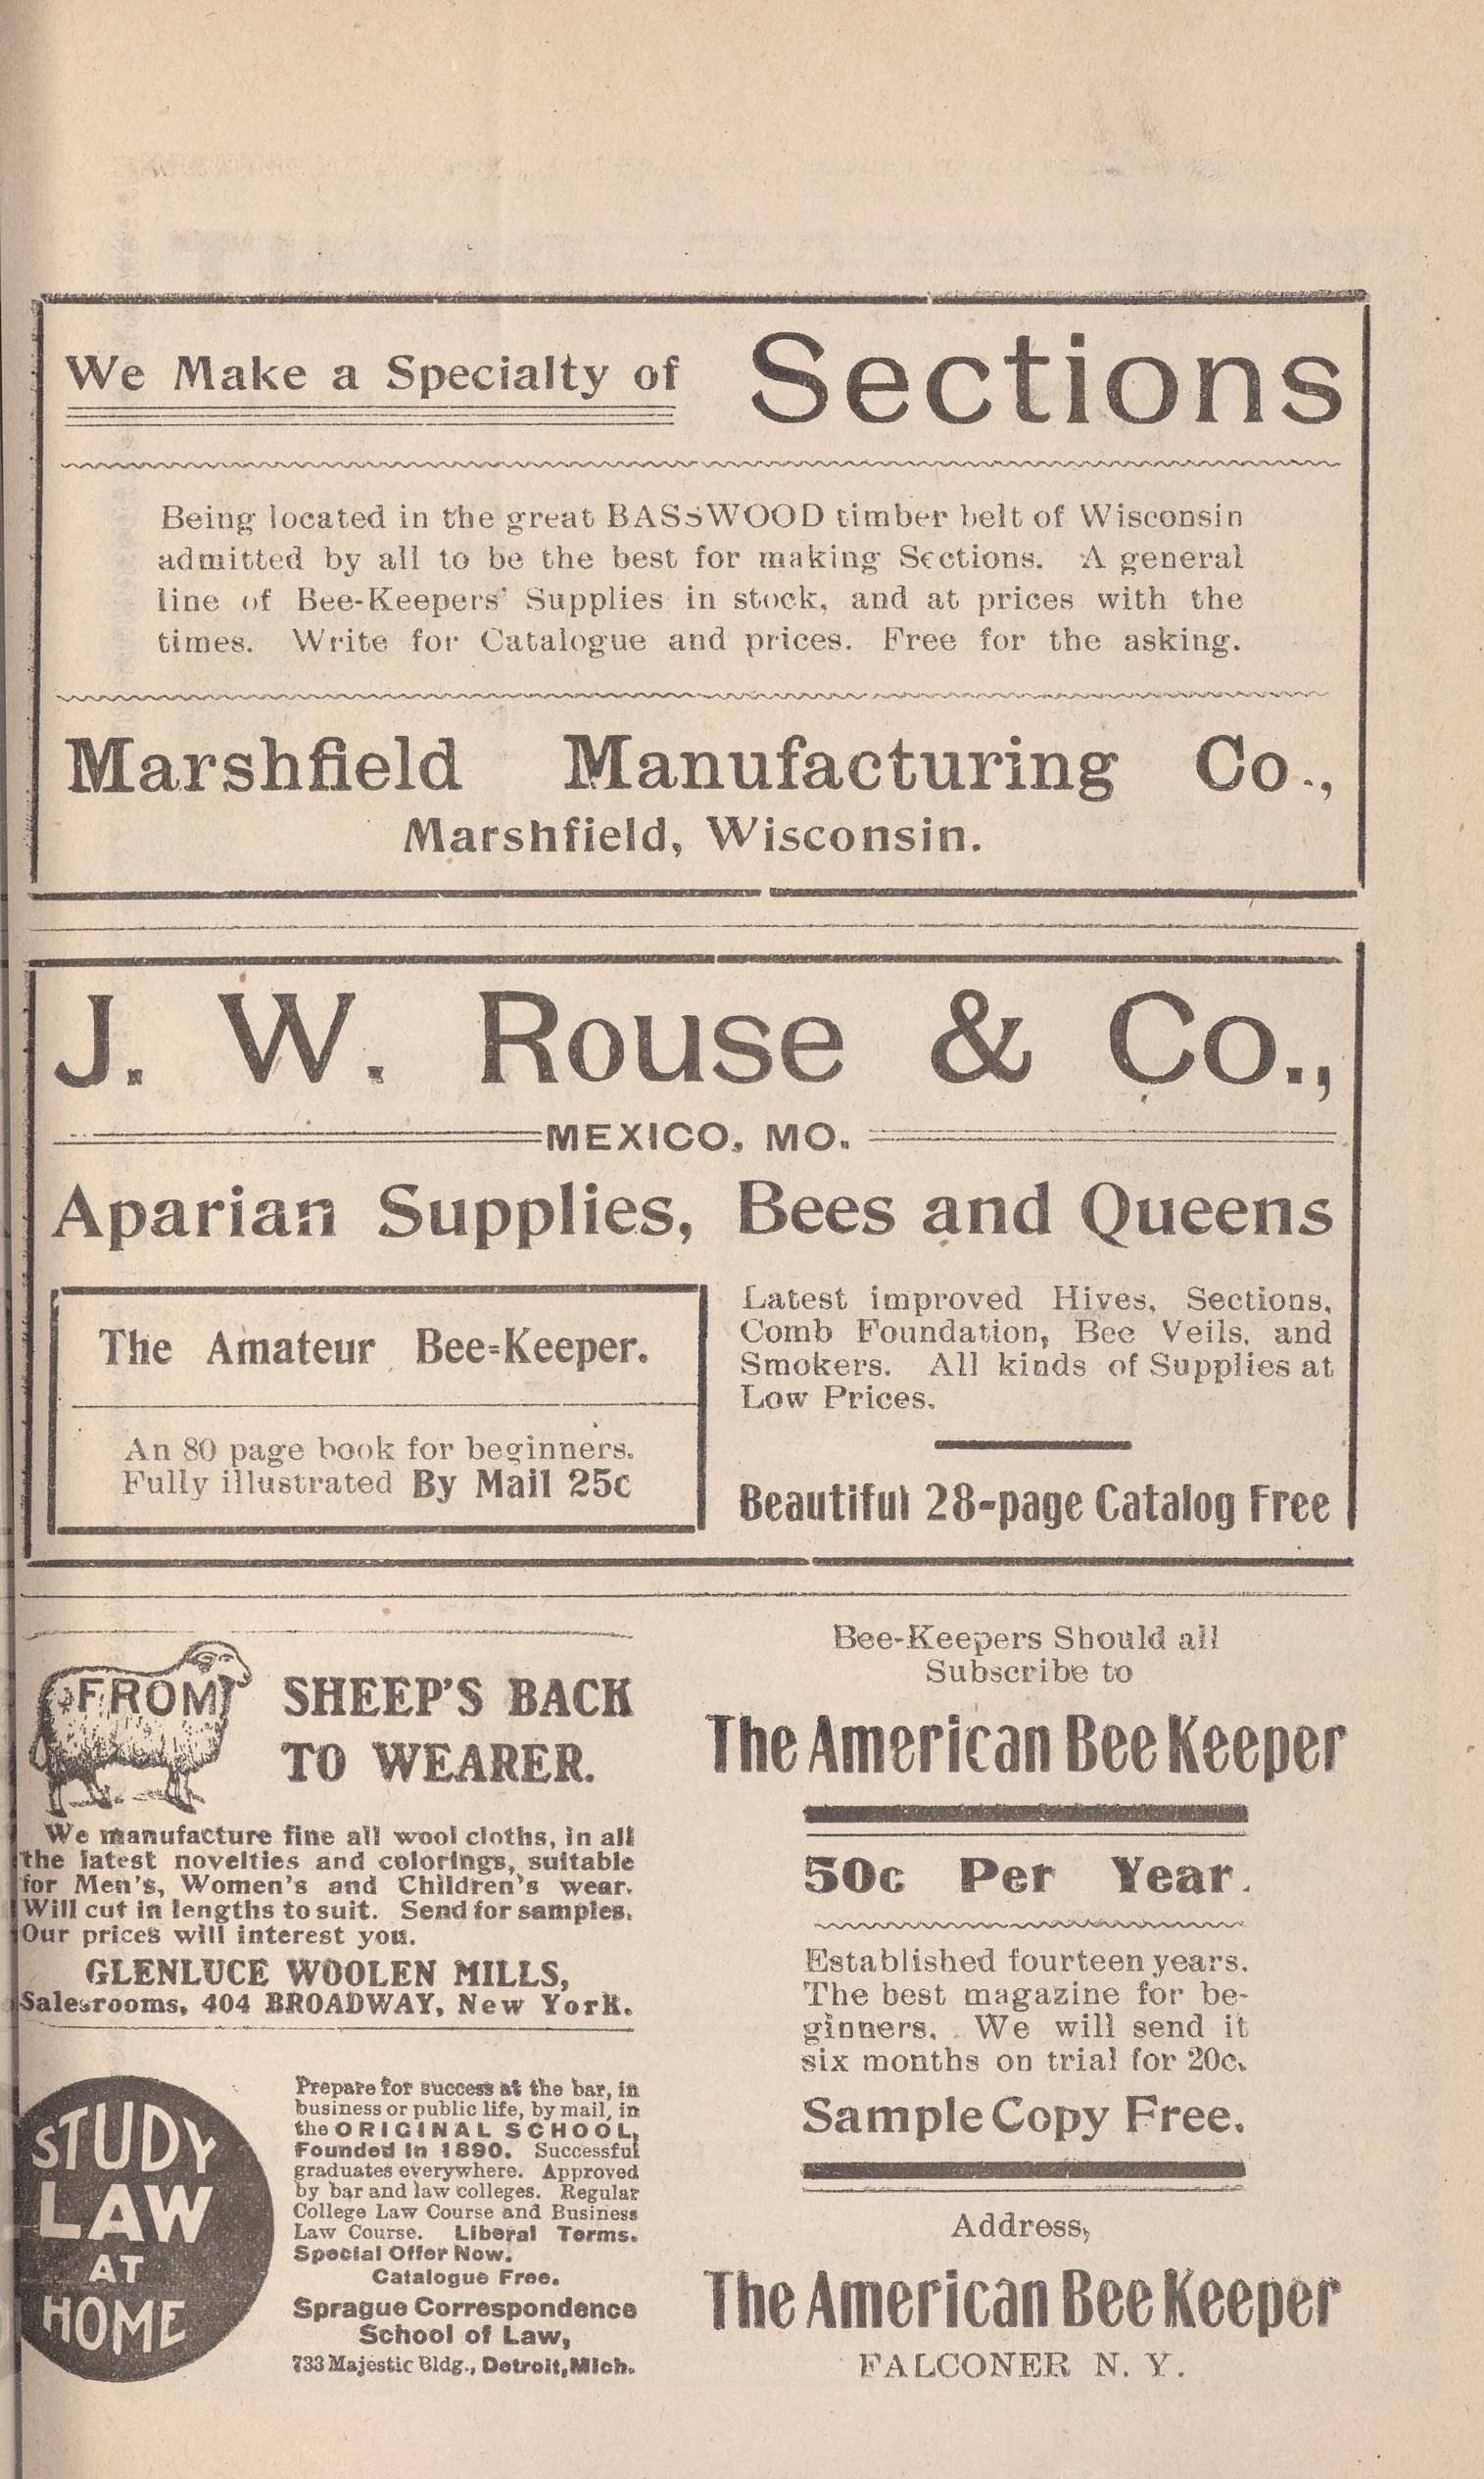 We Make a Specialty of Sections
Being located in the great BASSWOOD timber belt of Wisconsin
admitted by all to be the best for making Sections. A general
line of Bee-Keepers' Supplies in stock, and at prices with the
times. Write for Catalogue and prices. Free for the asking.
Marshfield Manufacturing Co.,
Marshfield, Wisconsin.
J. W. Rouse & Co.,
MEXICO, MO.
Aparian Supplies, Bees and Queens
The Amateur Bee-Keeper.
An 80 page book for beginners.
Fully illustrated By Mail 25c
Latest improved Hives, Sections,
Comb Foundation, Bee Veils, and
Smokers. All kinds of Supplies at
Low Prices.
Beautiful 28-page Catalog Free
FROM SHEEP'S BACK
TO WEARER.
We manufacture fine all wool cloths, in all
the latest novelties and colorings, suitable
for Men's, Women's and Children's wear.
Will cut in lengths to suit. Send for samples.
Our prices will interest you.
GLENLUCE WOOLEN MILLS,
Salesrooms, 404 BROADWAY, New York.
STUDY
LAW
AT
HOME
Prepare for success at the bar, in
business or public life, by mail, in
the ORIGINAL SCHOOL.
Founded in 1890. Successful
graduates everywhere. Approved
by bar and law colleges. Regular
College Law Course and Business
Law Course. Liberal Terms.
Special Offer Now.
Catalogue Free.
Sprague Correspondence
School of Law,
733 Majestic Bldg., Detroit, Mich.
Bee-Keepers Should all
Subscribe to
The American Bee Keeper
50c Per Year.
Established fourteen years.
The best magazine for be-
ginners. We will send it
six months on trial for 20c.
Sample Copy Free.
Address,
The American Bee Keeper
FALCONER N. Y.